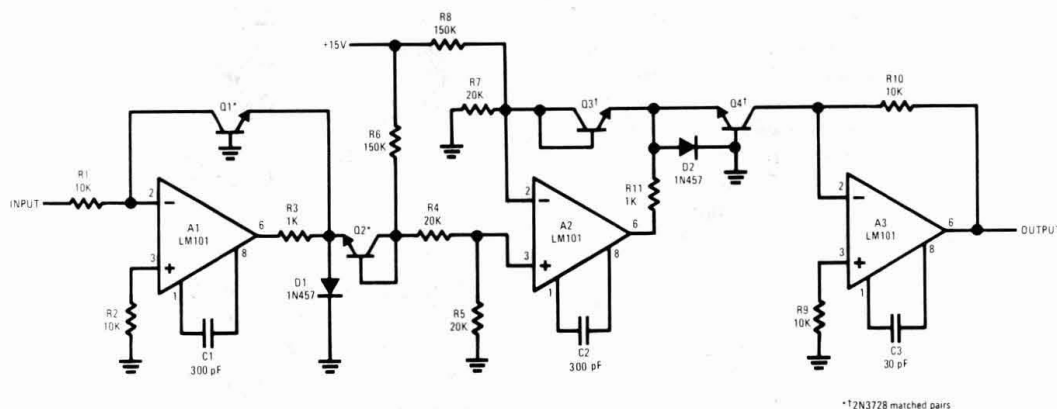 R8
150K
+15V
R7
20K
Q1*
Q3†
Q4†
R10
10K
R6
150K
R1
10K
INPUT
2
−
A1
LM101
3
+
6
8
1
R3
1K
Q2*
R4
20K
D1
1N457
R2
10K
C1
300 pF
R5
20K
2
−
A2
LM101
3
+
6
8
1
R11
1K
D2
1N457
C2
300 pF
2
−
A3
LM101
3
+
6
8
1
OUTPUT
R9
10K
C3
30 pF
*†2N3728 matched pairs